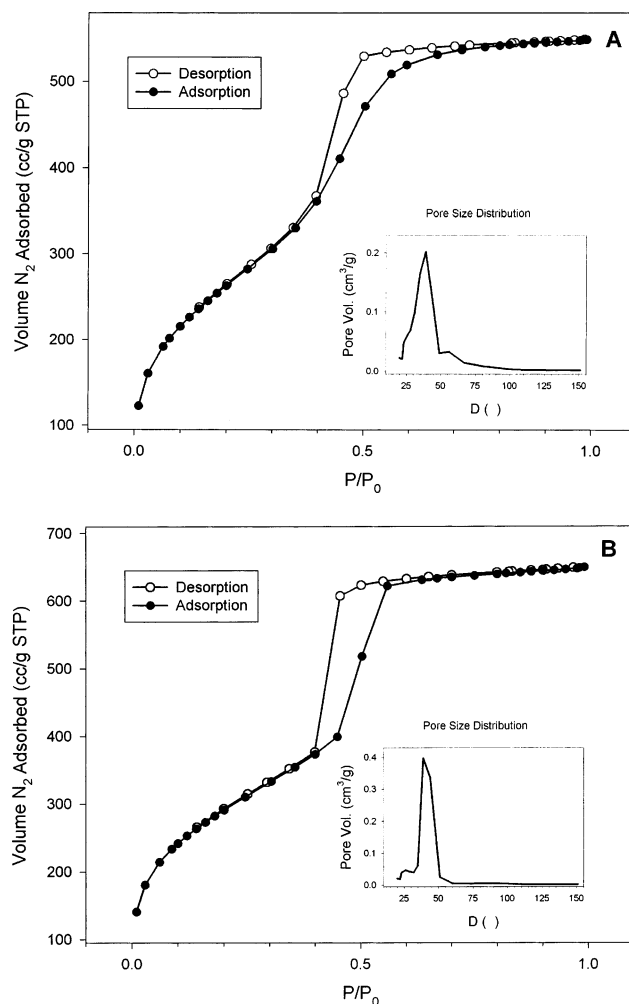 A
Desorption
Adsorption
Volume N2 Adsorbed (cc/g STP)
500
400
300
200
100
0.0
0.5
1.0
P/P0
Pore Size Distribution
Pore Vol. (cm3/g)
0.2
0.1
0.0
25
50
75
100
125
150
D ( )
B
Desorption
Adsorption
Volume N2 Adsorbed (cc/g STP)
700
600
500
400
300
200
100
0.0
0.5
1.0
P/P0
Pore Size Distribution
Pore Vol. (cm3/g)
0.4
0.3
0.2
0.1
0.0
25
50
75
100
125
150
D ( )